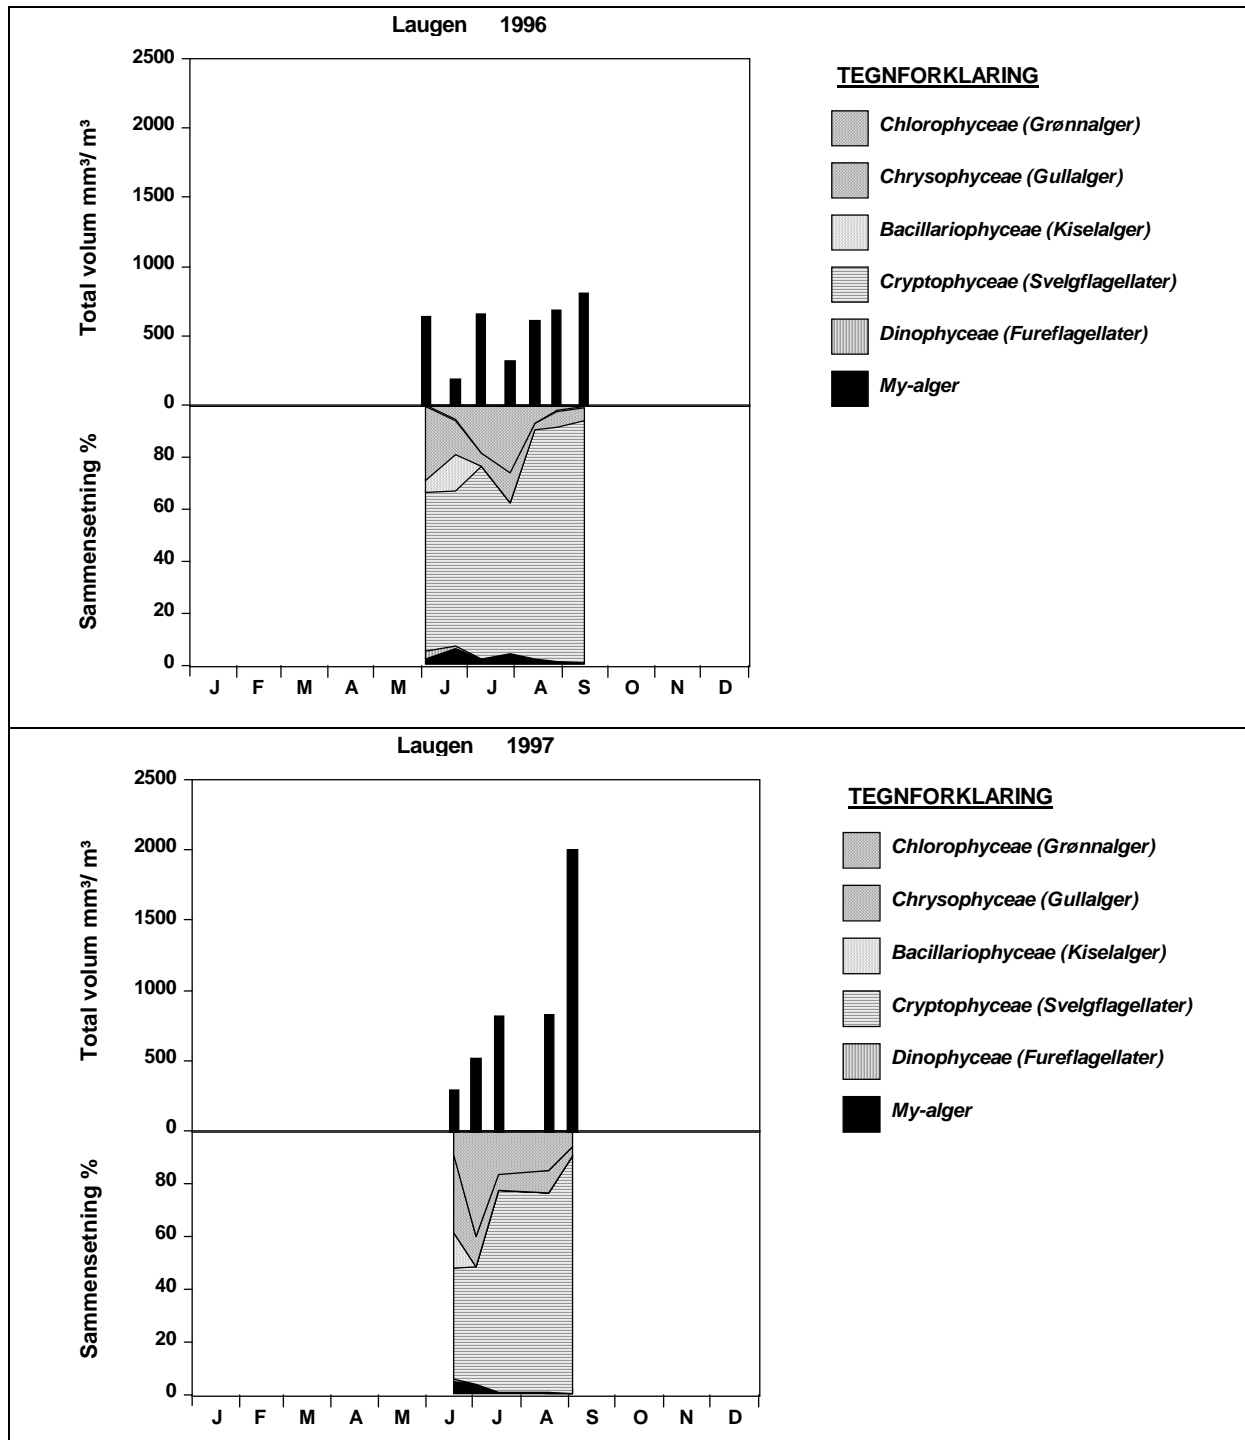 Laugen 1996
2500
2000
1500
1000
500
0
Total volum mm³/ m³
80
60
40
20
0
Sammensetning %
J F M A M J J A S O N D
TEGNFORKLARING
Chlorophyceae (Grønnalger)
Chrysophyceae (Gullalger)
Bacillariophyceae (Kiselalger)
Cryptophyceae (Svelgflagellater)
Dinophyceae (Fureflagellater)
My-alger
Laugen 1997
2500
2000
1500
1000
500
0
Total volum mm³/ m³
80
60
40
20
0
Sammensetning %
J F M A M J J A S O N D
TEGNFORKLARING
Chlorophyceae (Grønnalger)
Chrysophyceae (Gullalger)
Bacillariophyceae (Kiselalger)
Cryptophyceae (Svelgflagellater)
Dinophyceae (Fureflagellater)
My-alger